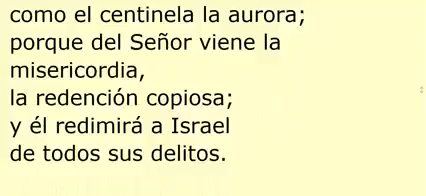 como el centinela la aurora;
porque del Señor viene la
misericordia,
la redención copiosa;
y él redimirá a Israel
de todos sus delitos.